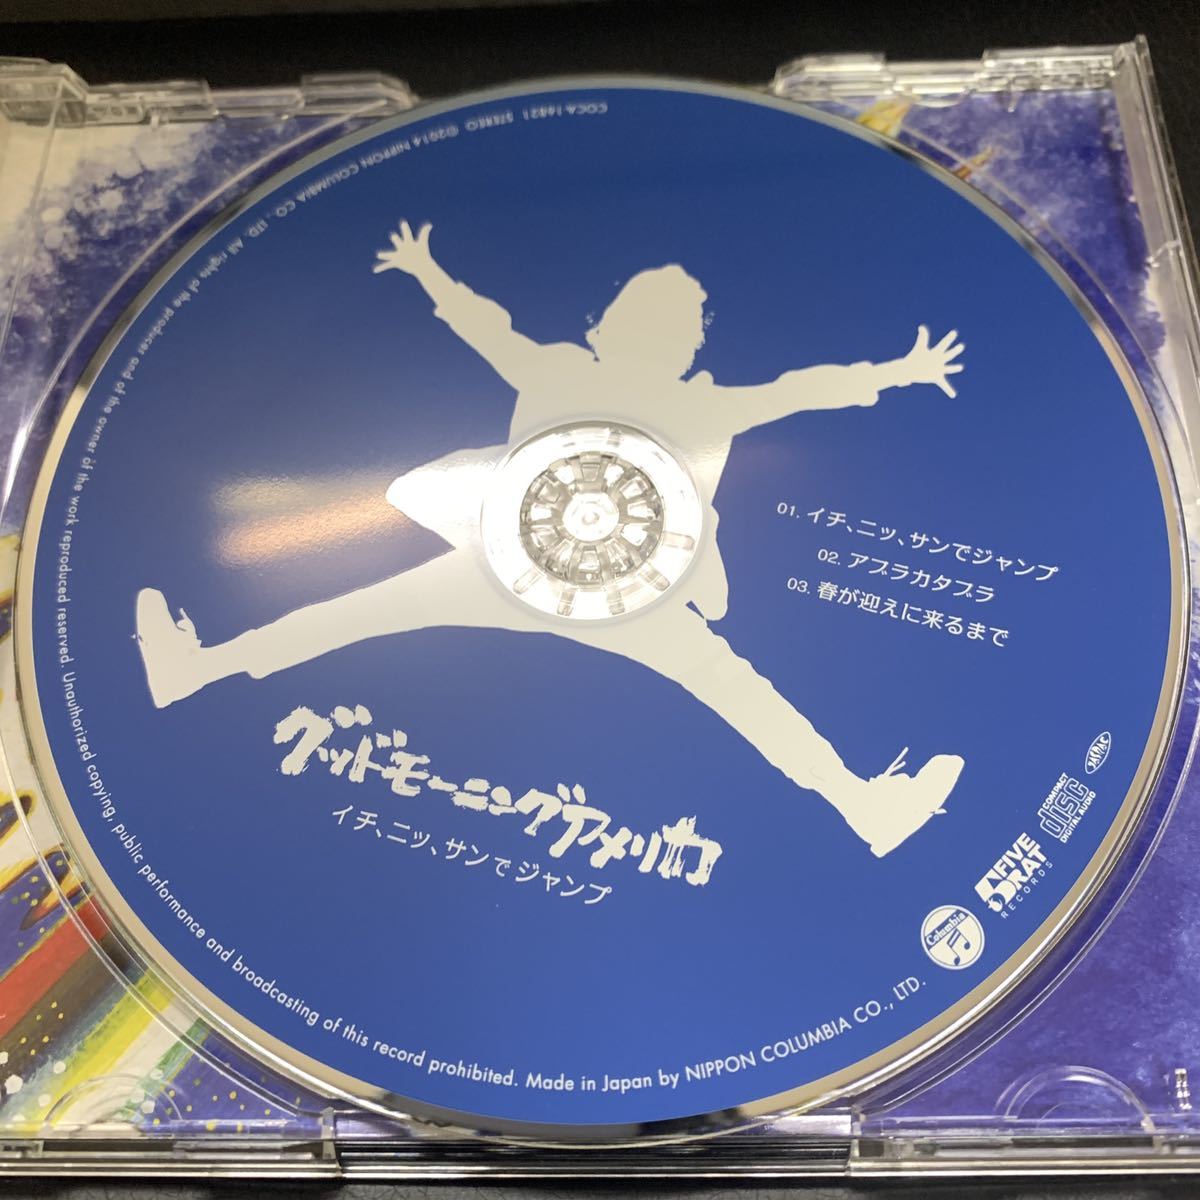 COCA-16821 STEREO ℗2014 NIPPON COLUMBIA CO., LTD. All rights of the producer and of the owner of the work reproduced reserved. Unauthorized copying, public performance and broadcasting of this record prohibited. Made in Japan by NIPPON COLUMBIA CO., LTD.
01. イチ、ニッ、サンでジャンプ
02. アブラカタブラ
03. 春が迎えに来るまで
グッドモーニングアメリカ
イチ、ニッ、サンでジャンプ
JASRAC
COMPACT
disc
DIGITAL AUDIO
5 FIVE
RAT
RECORDS
Columbia